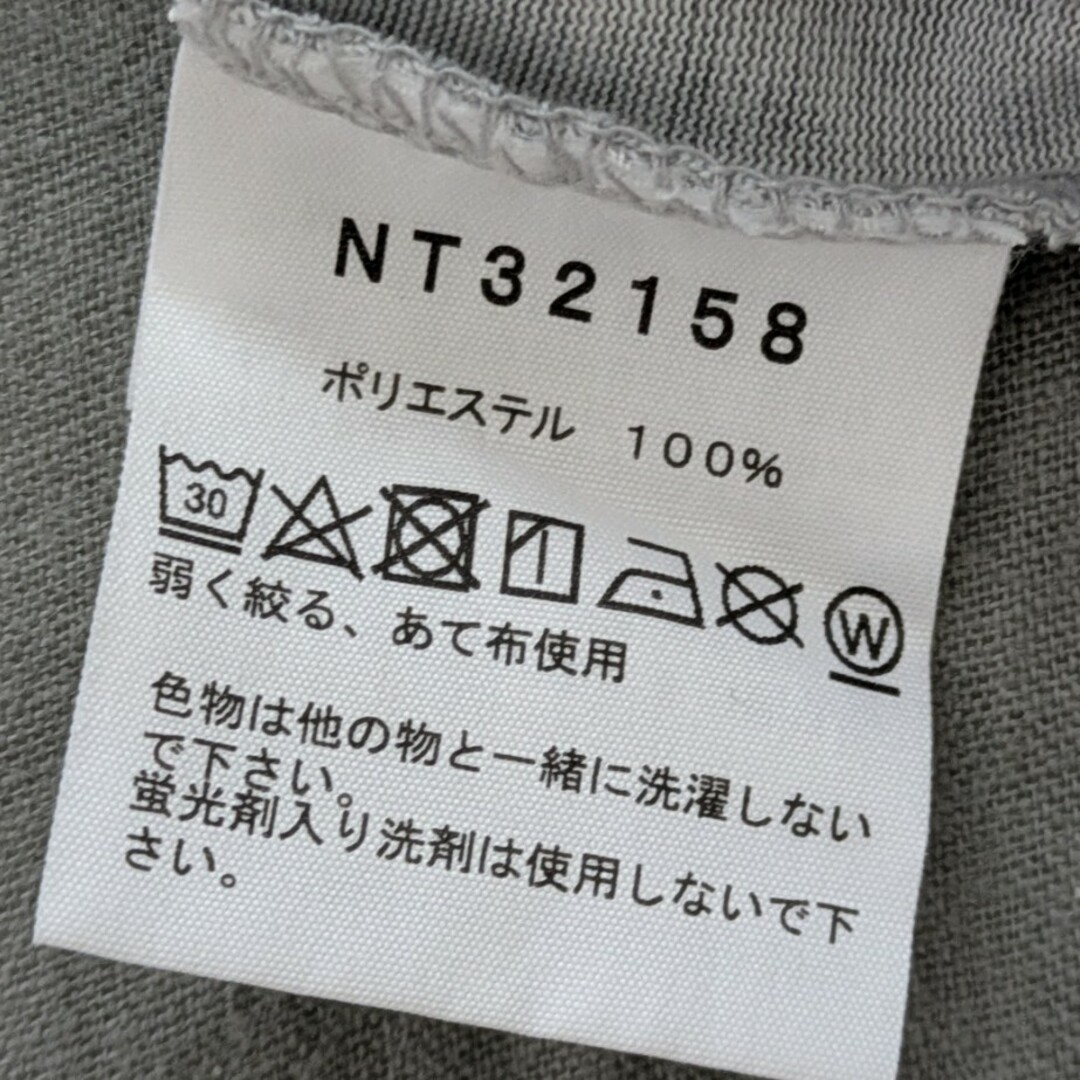 NT32158
ポリエステル 100%
30 W
弱く絞る、あて布使用
色物は他の物と一緒に洗濯しない
で下さい。
蛍光剤入り洗剤は使用しないで下
さい。